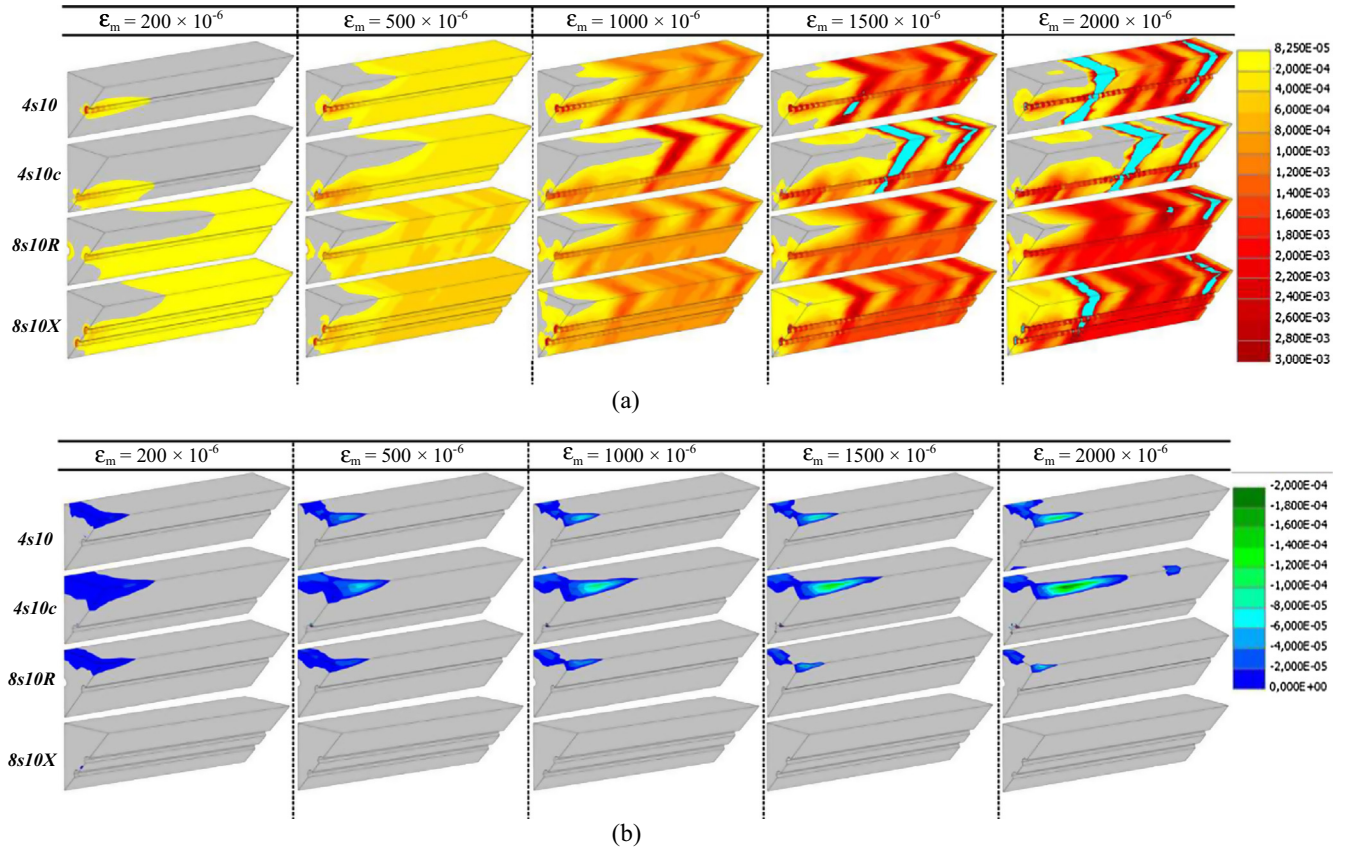 εm = 200 × 10-6 εm = 500 × 10-6 εm = 1000 × 10-6 εm = 1500 × 10-6 εm = 2000 × 10-6
4s10
4s10c
8s10R
8s10X
8,250E-05
2,000E-04
4,000E-04
6,000E-04
8,000E-04
1,000E-03
1,200E-03
1,400E-03
1,600E-03
1,800E-03
2,000E-03
2,200E-03
2,400E-03
2,600E-03
2,800E-03
3,000E-03
(a)
εm = 200 × 10-6 εm = 500 × 10-6 εm = 1000 × 10-6 εm = 1500 × 10-6 εm = 2000 × 10-6
4s10
4s10c
8s10R
8s10X
-2,000E-04
-1,800E-04
-1,600E-04
-1,400E-04
-1,200E-04
-1,000E-04
-8,000E-05
-6,000E-05
-4,000E-05
-2,000E-05
0,000E+00
(b)